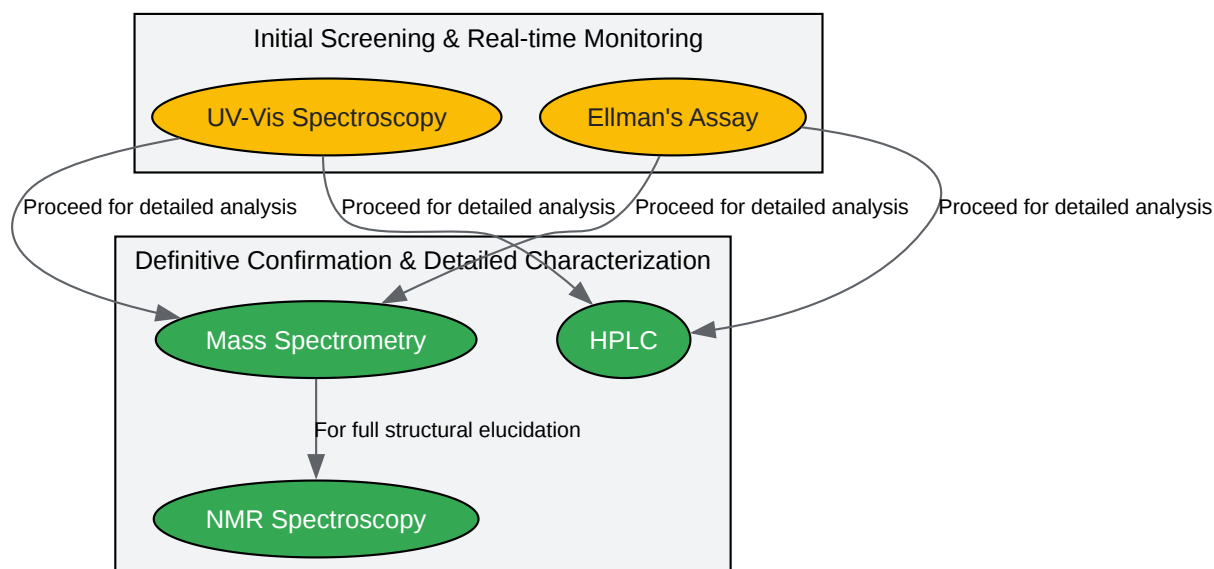 Initial Screening & Real-time Monitoring
UV-Vis Spectroscopy
Ellman's Assay
Proceed for detailed analysis
Proceed for detailed analysis
Proceed for detailed analysis
Proceed for detailed analysis
Definitive Confirmation & Detailed Characterization
Mass Spectrometry
HPLC
For full structural elucidation
NMR Spectroscopy